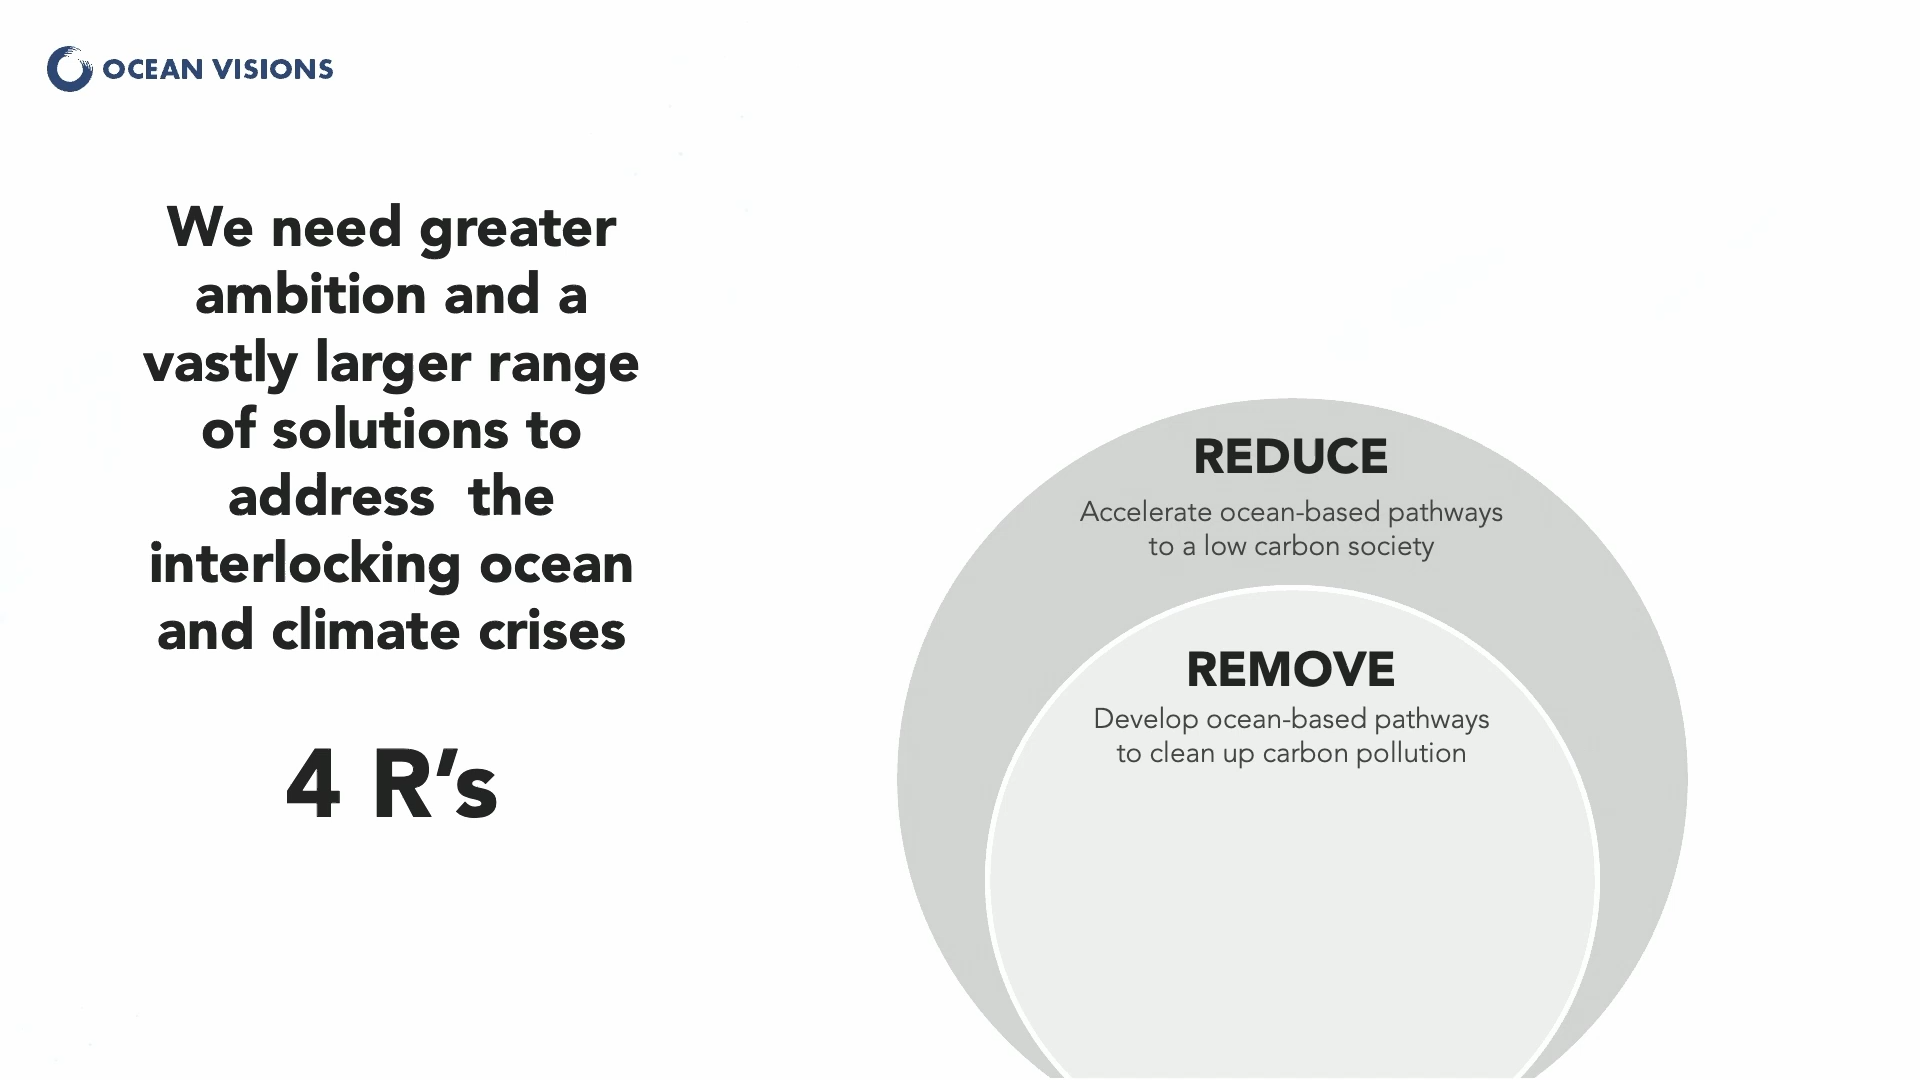 OCEAN VISIONS
We need greater
ambition and a
vastly larger range
of solutions to
address  the
interlocking ocean
and climate crises
4 R’s
REDUCE
Accelerate ocean-based pathways
to a low carbon society
REMOVE
Develop ocean-based pathways
to clean up carbon pollution